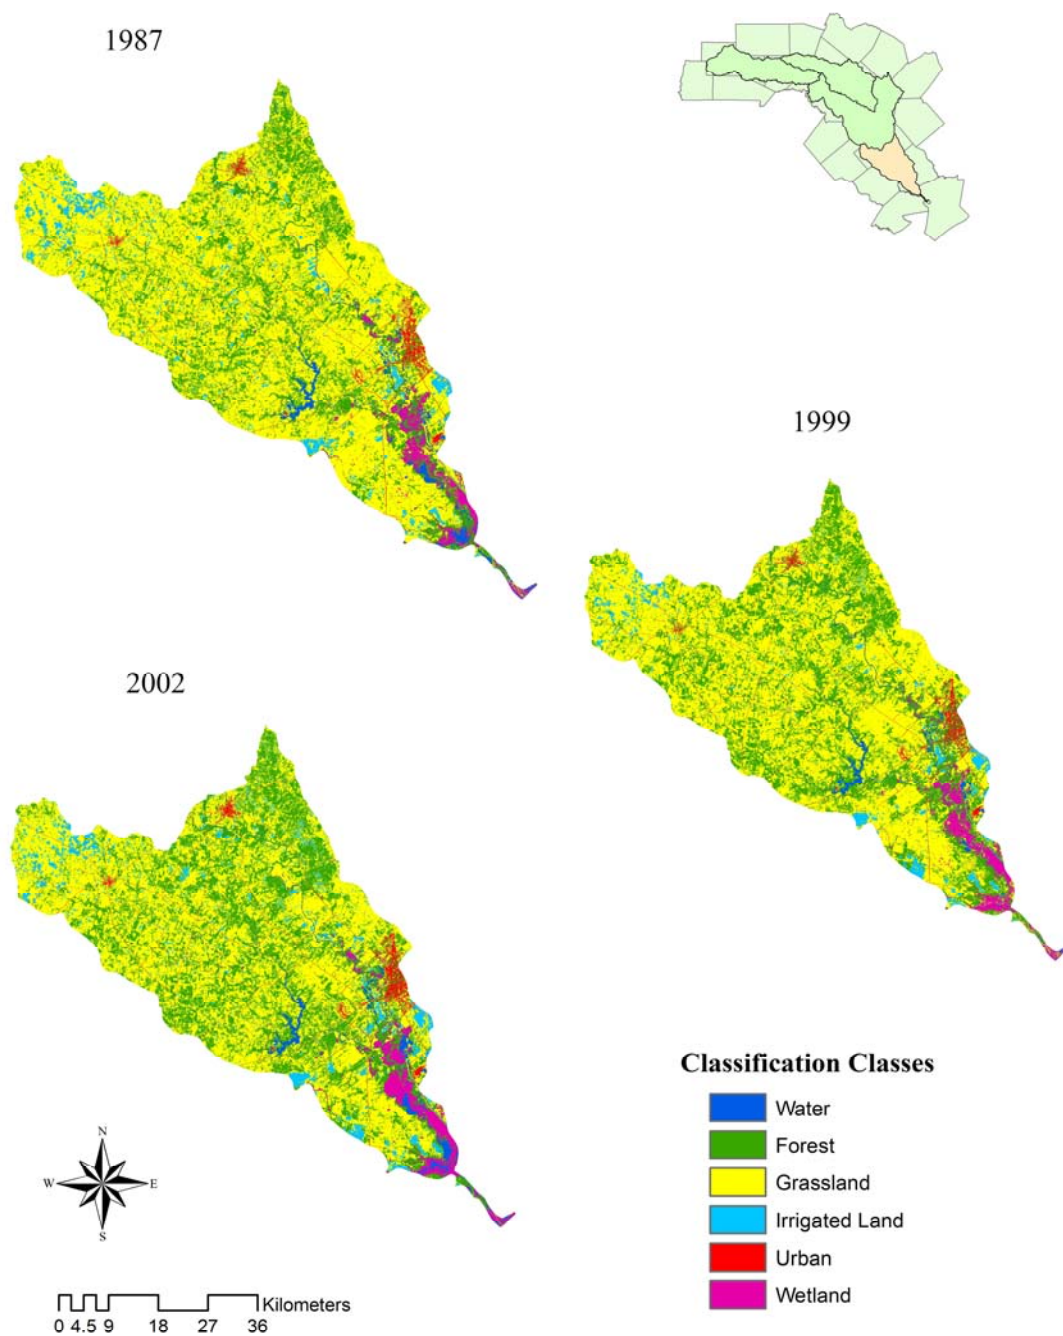 1987
1999
2002
Classification Classes
Water
Forest
Grassland
Irrigated Land
Urban
Wetland
N
W E
S
Kilometers
0 4.5 9 18 27 36